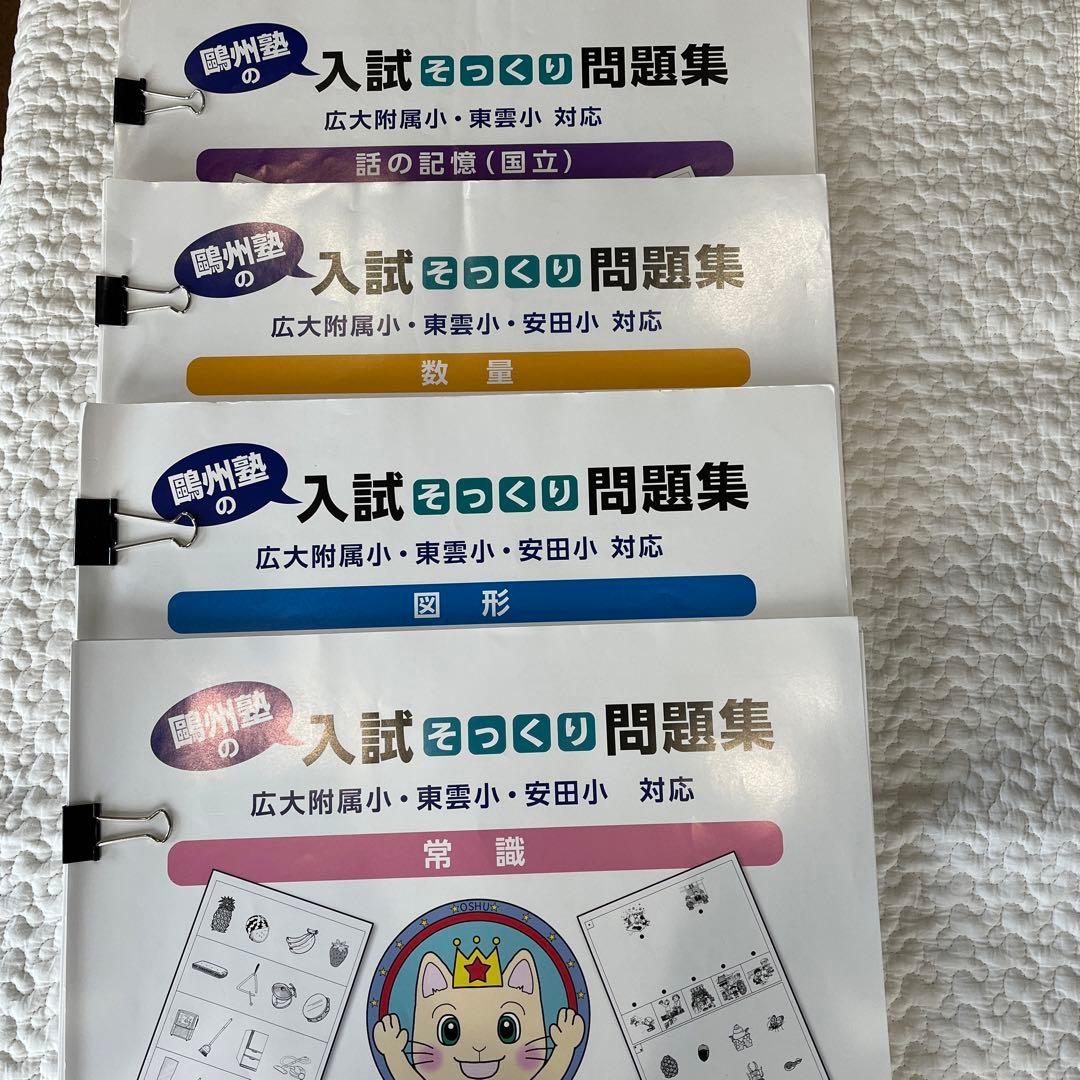 鷗州塾の
入試そっくり問題集
広大附属小・東雲小 対応
話の記憶(国立)
鷗州塾の
入試そっくり問題集
広大附属小・東雲小・安田小 対応
数 量
鷗州塾の
入試そっくり問題集
広大附属小・東雲小・安田小 対応
図 形
鷗州塾の
入試そっくり問題集
広大附属小・東雲小・安田小 対応
常 識
OSHU